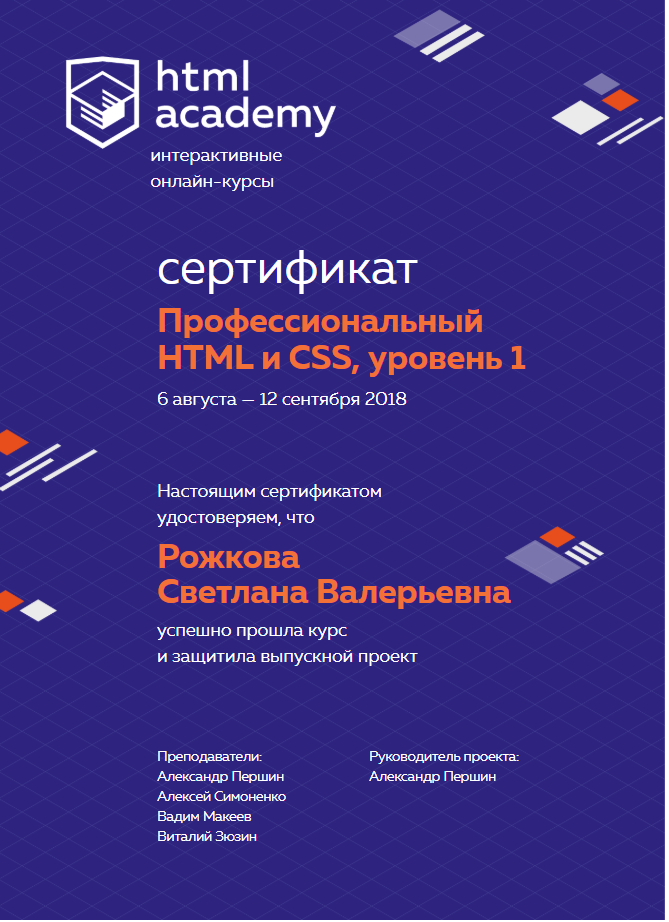 html
academy
интерактивные
онлайн-курсы
сертификат
Профессиональный
HTML и CSS, уровень 1
6 августа — 12 сентября 2018
Настоящим сертификатом
удостоверяем, что
Рожкова
Светлана Валерьевна
успешно прошла курс
и защитила выпускной проект
Преподаватели:
Александр Першин
Алексей Симоненко
Вадим Макеев
Виталий Зюзин
Руководитель проекта:
Александр Першин